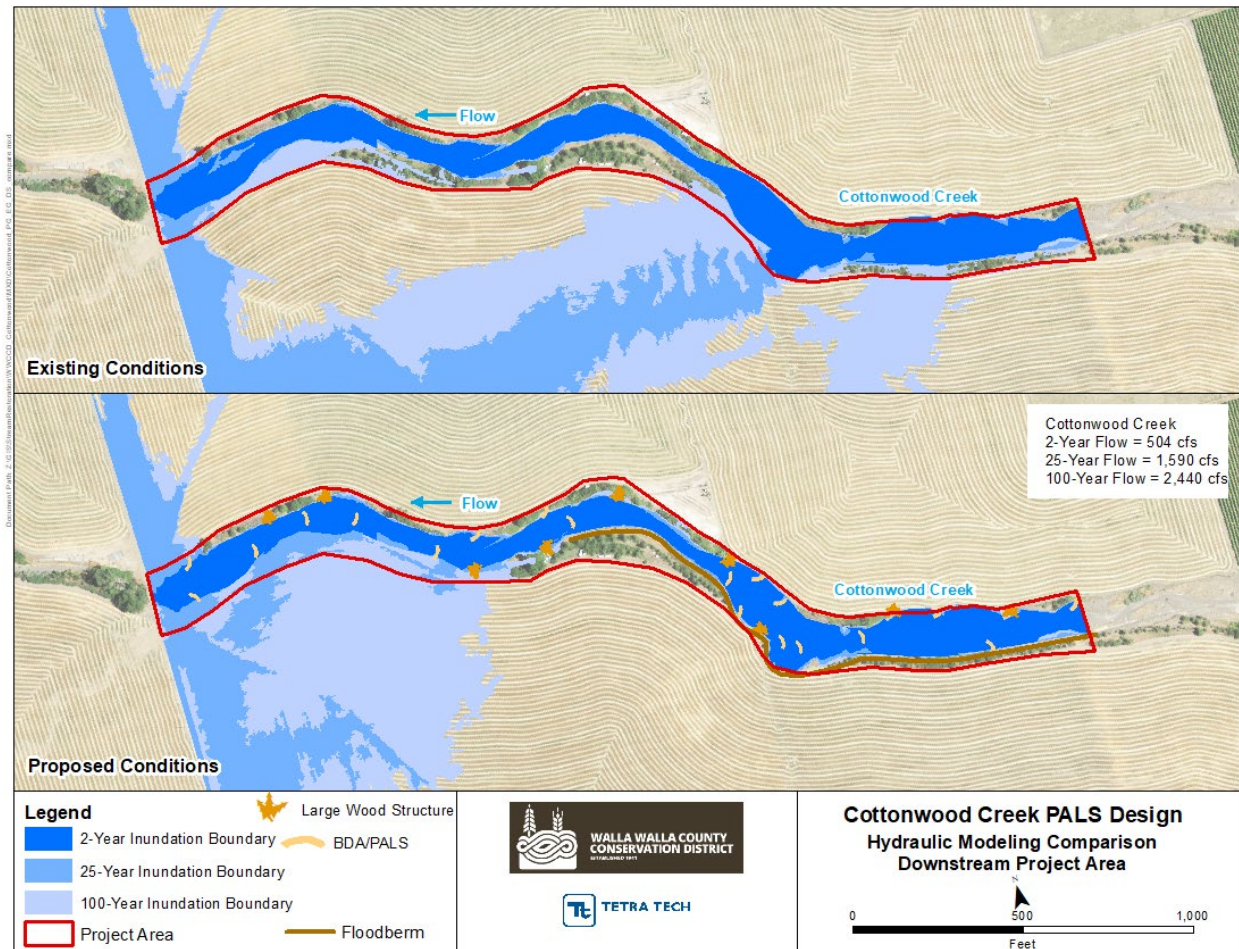 Flow
Cottonwood Creek
Existing Conditions
Cottonwood Creek
2-Year Flow = 504 cfs
25-Year Flow = 1,590 cfs
100-Year Flow = 2,440 cfs
Flow
Cottonwood Creek
Proposed Conditions
Legend
2-Year Inundation Boundary
25-Year Inundation Boundary
100-Year Inundation Boundary
Project Area
Large Wood Structure
BDA/PALS
Floodberm
WALLA WALLA COUNTY
CONSERVATION DISTRICT
ESTABLISHED 1941
Tt TETRA TECH
Cottonwood Creek PALS Design
Hydraulic Modeling Comparison
Downstream Project Area
N
0 500 1,000
Feet